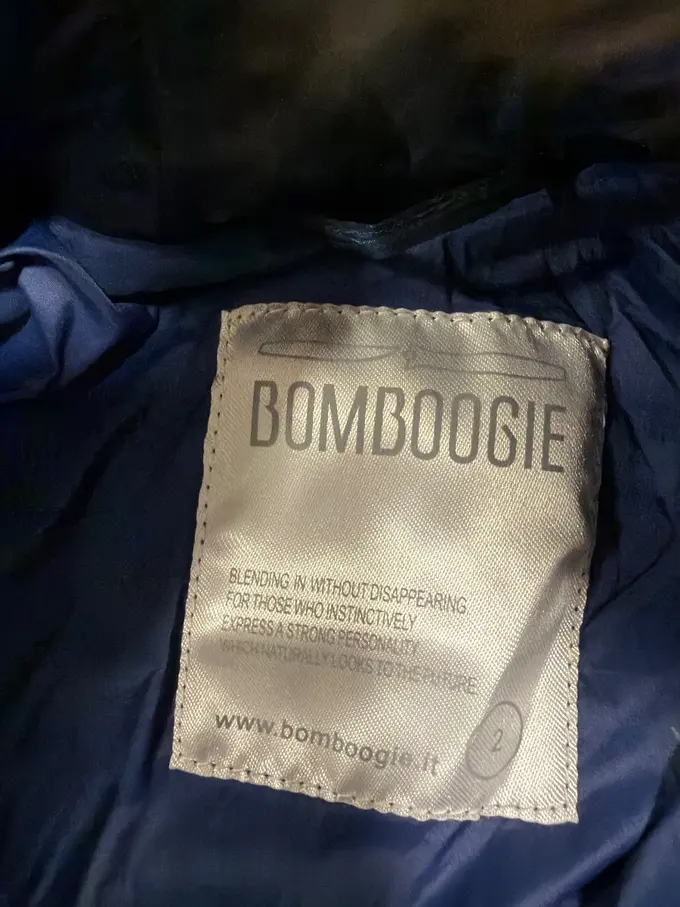 BOMBOOGIE
BLENDING IN WITHOUT DISAPPEARING.
FOR THOSE WHO INSTINCTIVELY
EXPRESS A STRONG PERSONALITY
WHICH NATURALLY LOOKS TO THE FUTURE.
www.bomboogie.it
2